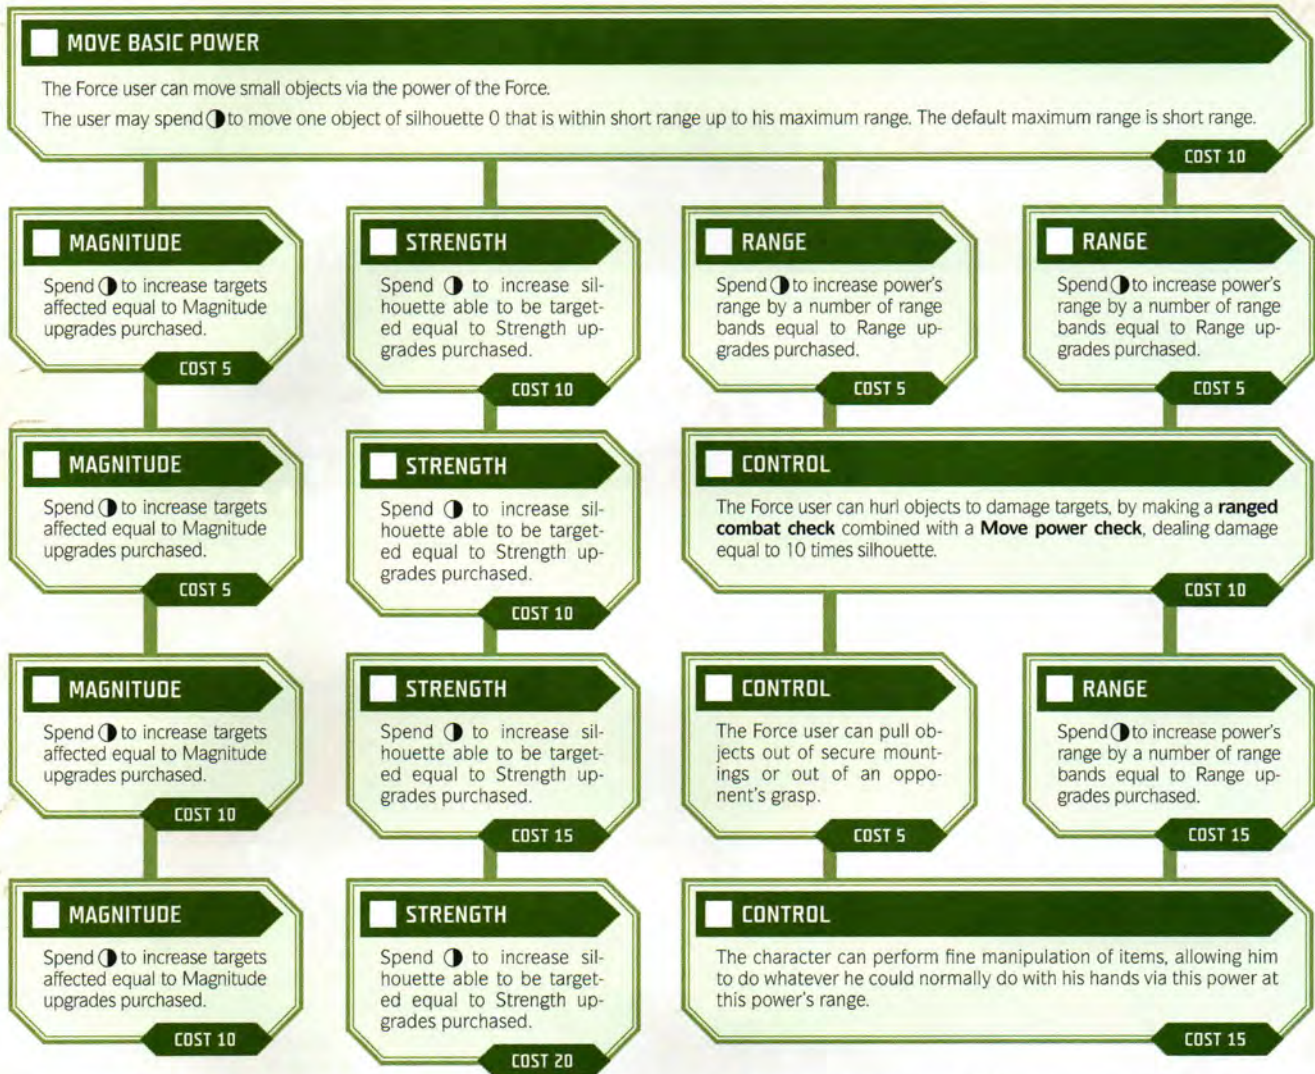 MOVE BASIC POWER
The Force user can move small objects via the power of the Force.
The user may spend ◑ to move one object of silhouette 0 that is within short range up to his maximum range. The default maximum range is short range.
COST 10
MAGNITUDE
Spend ◑ to increase targets
affected equal to Magnitude
upgrades purchased.
COST 5
STRENGTH
Spend ◑ to increase sil-
houette able to be target-
ed equal to Strength up-
grades purchased.
COST 10
RANGE
Spend ◑ to increase power's
range by a number of range
bands equal to Range up-
grades purchased.
COST 5
RANGE
Spend ◑ to increase power's
range by a number of range
bands equal to Range up-
grades purchased.
COST 5
MAGNITUDE
Spend ◑ to increase targets
affected equal to Magnitude
upgrades purchased.
COST 5
STRENGTH
Spend ◑ to increase sil-
houette able to be target-
ed equal to Strength up-
grades purchased.
COST 10
CONTROL
The Force user can hurl objects to damage targets, by making a ranged
combat check combined with a Move power check, dealing damage
equal to 10 times silhouette.
COST 10
MAGNITUDE
Spend ◑ to increase targets
affected equal to Magnitude
upgrades purchased.
COST 10
STRENGTH
Spend ◑ to increase sil-
houette able to be target-
ed equal to Strength up-
grades purchased.
COST 15
CONTROL
The Force user can pull ob-
jects out of secure mount-
ings or out of an oppo-
nent's grasp.
COST 5
RANGE
Spend ◑ to increase power's
range by a number of range
bands equal to Range up-
grades purchased.
COST 15
MAGNITUDE
Spend ◑ to increase targets
affected equal to Magnitude
upgrades purchased.
COST 10
STRENGTH
Spend ◑ to increase sil-
houette able to be target-
ed equal to Strength up-
grades purchased.
COST 20
CONTROL
The character can perform fine manipulation of items, allowing him
to do whatever he could normally do with his hands via this power at
this power's range.
COST 15